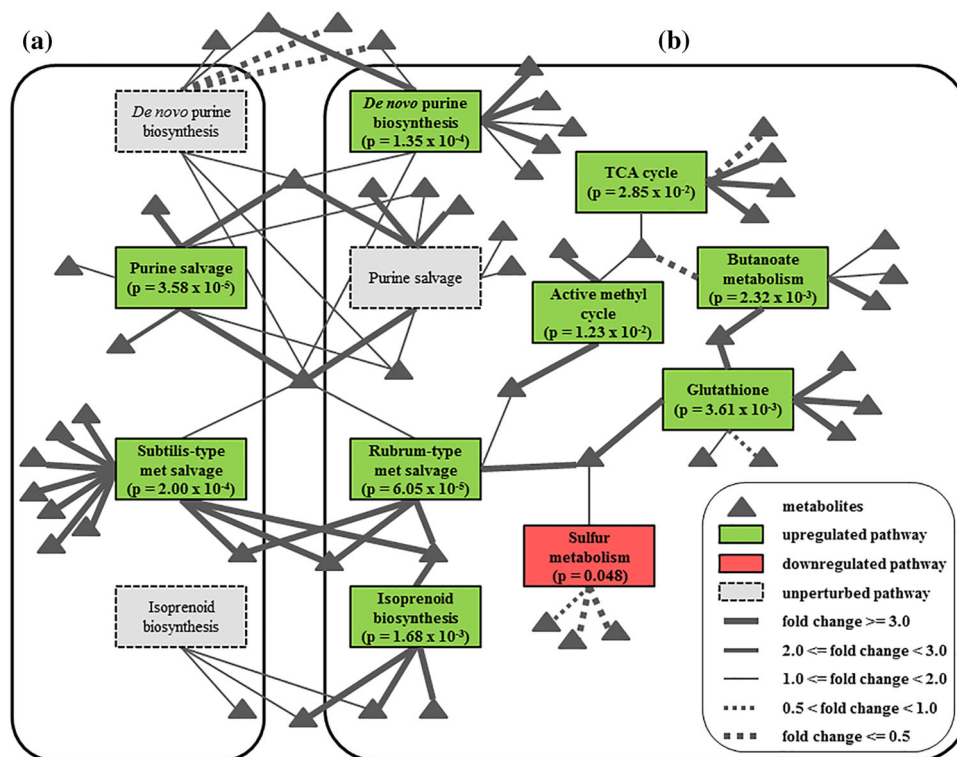 (a)
(b)
De novo purine
biosynthesis
De novo purine
biosynthesis
(p = 1.35 x 10-4)
TCA cycle
(p = 2.85 x 10-2)
Purine salvage
(p = 3.58 x 10-5)
Purine salvage
Butanoate
metabolism
(p = 2.32 x 10-3)
Active methyl
cycle
(p = 1.23 x 10-2)
Glutathione
(p = 3.61 x 10-3)
Subtilis-type
met salvage
(p = 2.00 x 10-4)
Rubrum-type
met salvage
(p = 6.05 x 10-5)
Sulfur
metabolism
(p = 0.048)
Isoprenoid
biosynthesis
Isoprenoid
biosynthesis
(p = 1.68 x 10-3)
metabolites
upregulated pathway
downregulated pathway
unperturbed pathway
fold change >= 3.0
2.0 <= fold change < 3.0
1.0 <= fold change < 2.0
0.5 < fold change < 1.0
fold change <= 0.5